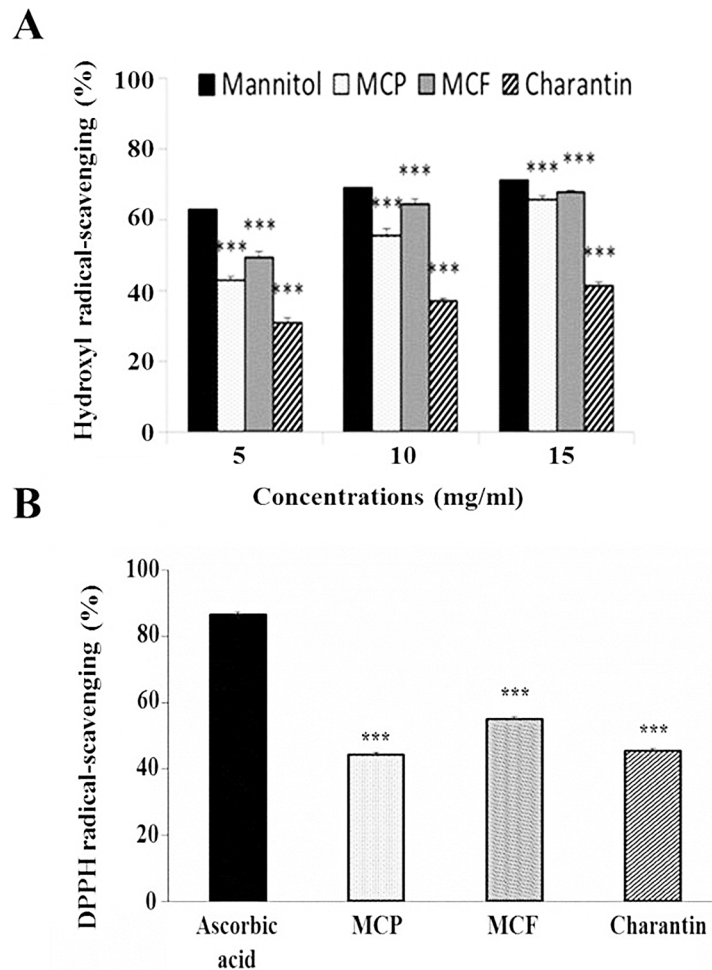 A
Hydroxyl radical-scavenging (%)
100
80
60
40
20
0
Mannitol MCP MCF Charantin
*** *** ***
*** *** ***
*** *** ***
5 10 15
Concentrations (mg/ml)
B
DPPH radical-scavenging (%)
100
80
60
40
20
0
*** *** ***
Ascorbic acid MCP MCF Charantin